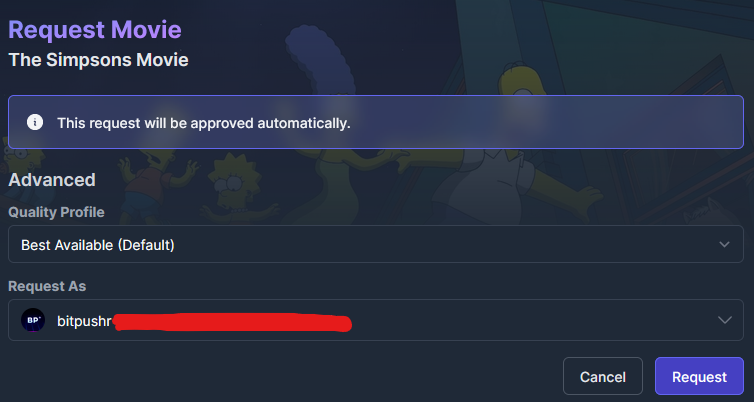 Request Movie
The Simpsons Movie
This request will be approved automatically.
Advanced
Quality Profile
Best Available (Default)
Request As
BP bitpushr
Cancel Request